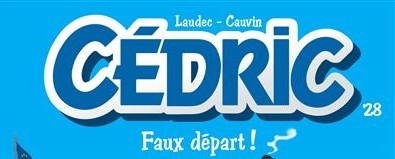 Laudec - Cauvin
CÉDRIC
28
Faux départ !